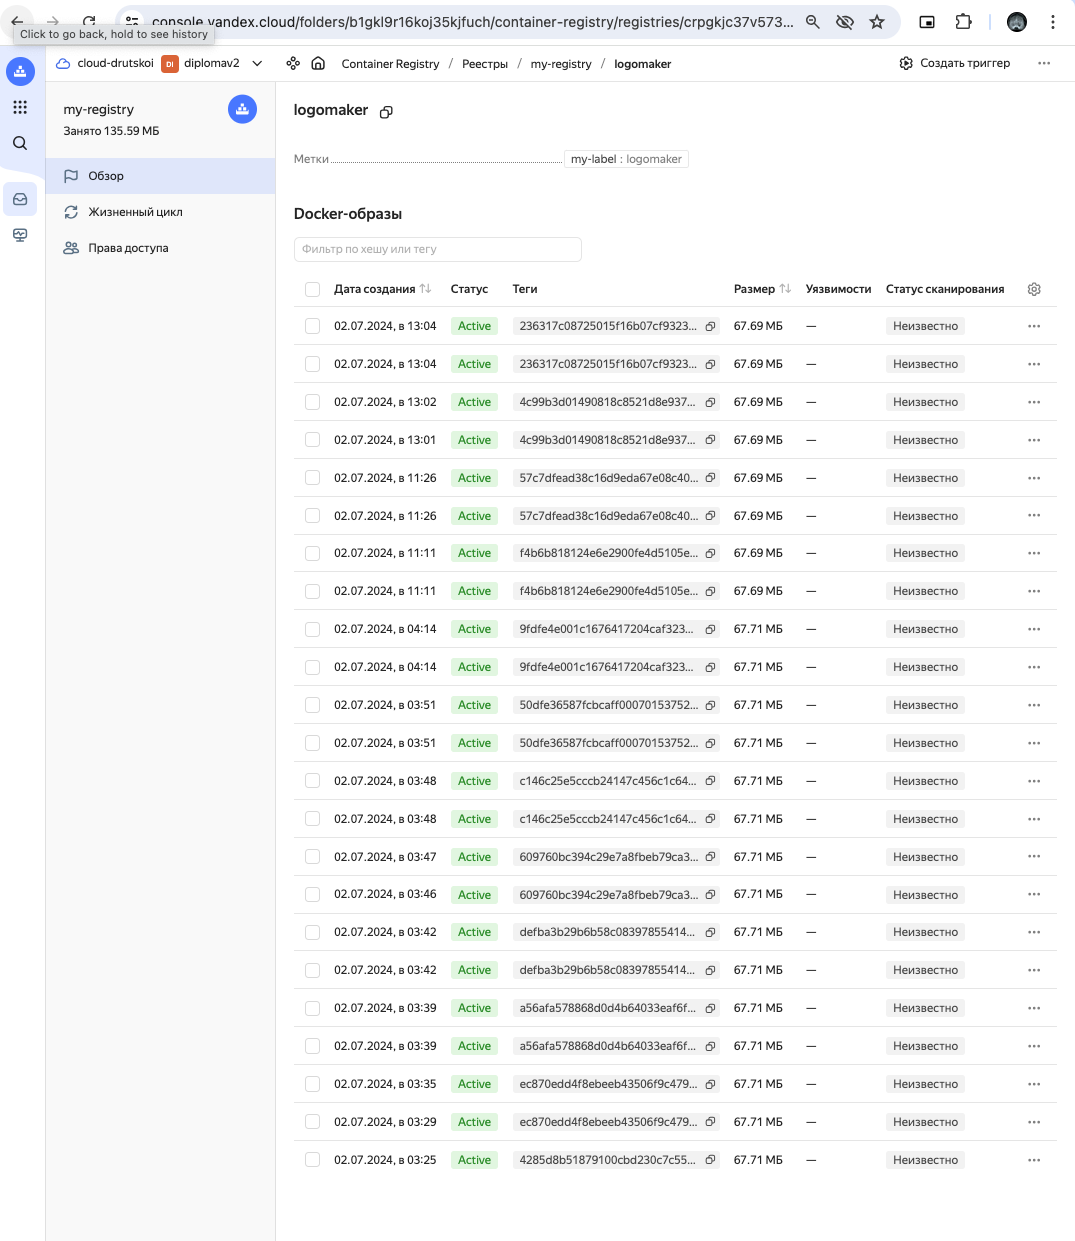 console.yandex.cloud/folders/b1gkl9r16koj35kjfuch/container-registry/registries/crpgkjc37v573...
Click to go back, hold to see history
cloud-drutskoi DI diplomav2 Container Registry / Реестры / my-registry / logomaker Создать триггер
my-registry
Занято 135.59 МБ
Обзор
Жизненный цикл
Права доступа
logomaker
Метки my-label : logomaker
Docker-образы
Фильтр по хешу или тегу
Дата создания Статус Теги Размер Уязвимости Статус сканирования
02.07.2024, в 13:04 Active 236317c08725015f16b07cf9323... 67.69 МБ — Неизвестно
02.07.2024, в 13:04 Active 236317c08725015f16b07cf9323... 67.69 МБ — Неизвестно
02.07.2024, в 13:02 Active 4c99b3d01490818c8521d8e937... 67.69 МБ — Неизвестно
02.07.2024, в 13:01 Active 4c99b3d01490818c8521d8e937... 67.69 МБ — Неизвестно
02.07.2024, в 11:26 Active 57c7dfead38c16d9eda67e08c40... 67.69 МБ — Неизвестно
02.07.2024, в 11:26 Active 57c7dfead38c16d9eda67e08c40... 67.69 МБ — Неизвестно
02.07.2024, в 11:11 Active f4b6b818124e6e2900fe4d5105e... 67.69 МБ — Неизвестно
02.07.2024, в 11:11 Active f4b6b818124e6e2900fe4d5105e... 67.69 МБ — Неизвестно
02.07.2024, в 04:14 Active 9fdfe4e001c1676417204caf323... 67.71 МБ — Неизвестно
02.07.2024, в 04:14 Active 9fdfe4e001c1676417204caf323... 67.71 МБ — Неизвестно
02.07.2024, в 03:51 Active 50dfe36587fcbcaff00070153752... 67.71 МБ — Неизвестно
02.07.2024, в 03:51 Active 50dfe36587fcbcaff00070153752... 67.71 МБ — Неизвестно
02.07.2024, в 03:48 Active c146c25e5cccb24147c456c1c64... 67.71 МБ — Неизвестно
02.07.2024, в 03:48 Active c146c25e5cccb24147c456c1c64... 67.71 МБ — Неизвестно
02.07.2024, в 03:47 Active 609760bc394c29e7a8fbeb79ca3... 67.71 МБ — Неизвестно
02.07.2024, в 03:46 Active 609760bc394c29e7a8fbeb79ca3... 67.71 МБ — Неизвестно
02.07.2024, в 03:42 Active defba3b29b6b58c08397855414... 67.71 МБ — Неизвестно
02.07.2024, в 03:42 Active defba3b29b6b58c08397855414... 67.71 МБ — Неизвестно
02.07.2024, в 03:39 Active a56afa578868d0d4b64033eaf6f... 67.71 МБ — Неизвестно
02.07.2024, в 03:39 Active a56afa578868d0d4b64033eaf6f... 67.71 МБ — Неизвестно
02.07.2024, в 03:35 Active ec870edd4f8ebeeb43506f9c479... 67.71 МБ — Неизвестно
02.07.2024, в 03:29 Active ec870edd4f8ebeeb43506f9c479... 67.71 МБ — Неизвестно
02.07.2024, в 03:25 Active 4285d8b51879100cbd230c7c55... 67.71 МБ — Неизвестно